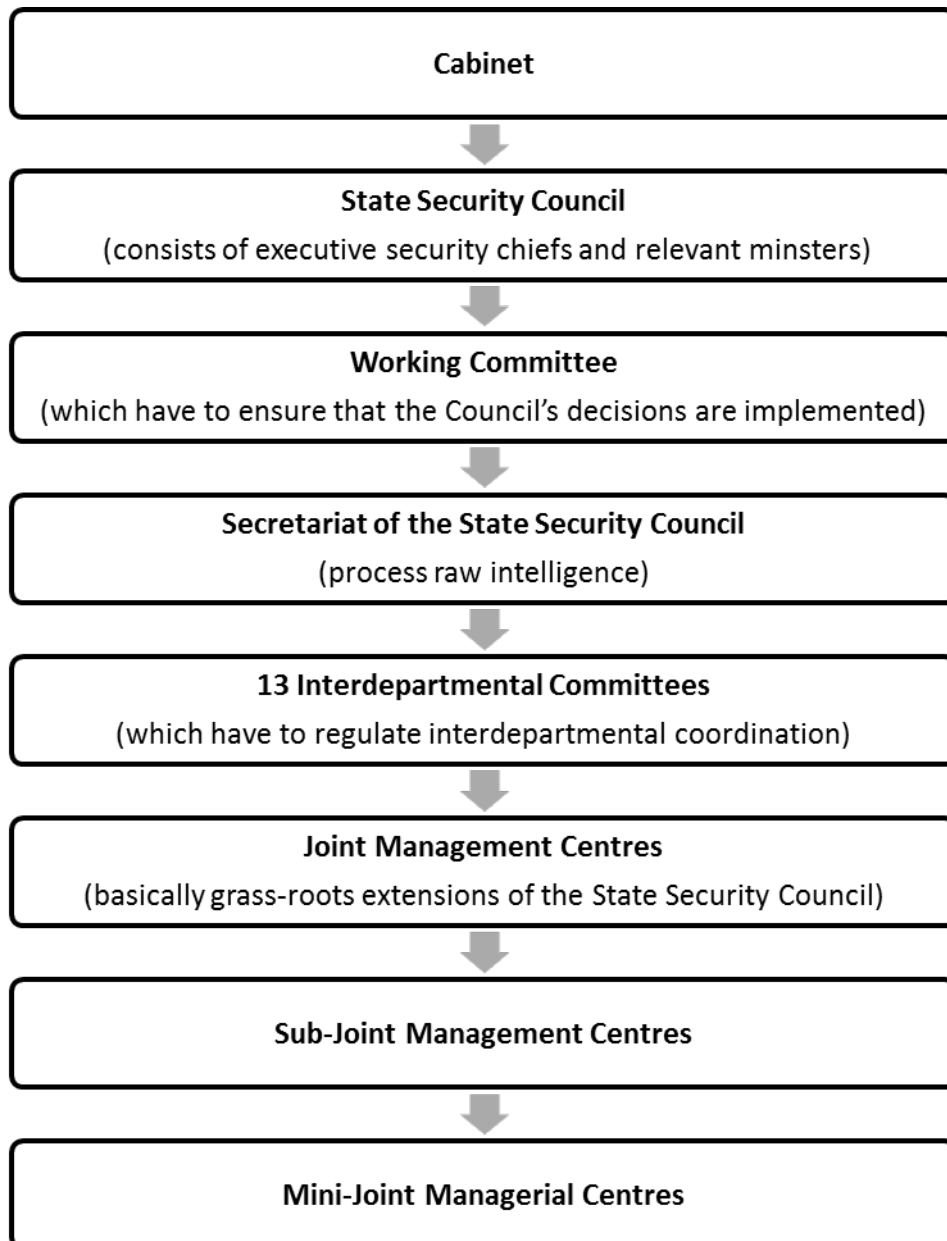 Cabinet
State Security Council
(consists of executive security chiefs and relevant minsters)
Working Committee
(which have to ensure that the Council’s decisions are implemented)
Secretariat of the State Security Council
(process raw intelligence)
13 Interdepartmental Committees
(which have to regulate interdepartmental coordination)
Joint Management Centres
(basically grass-roots extensions of the State Security Council)
Sub-Joint Management Centres
Mini-Joint Managerial Centres